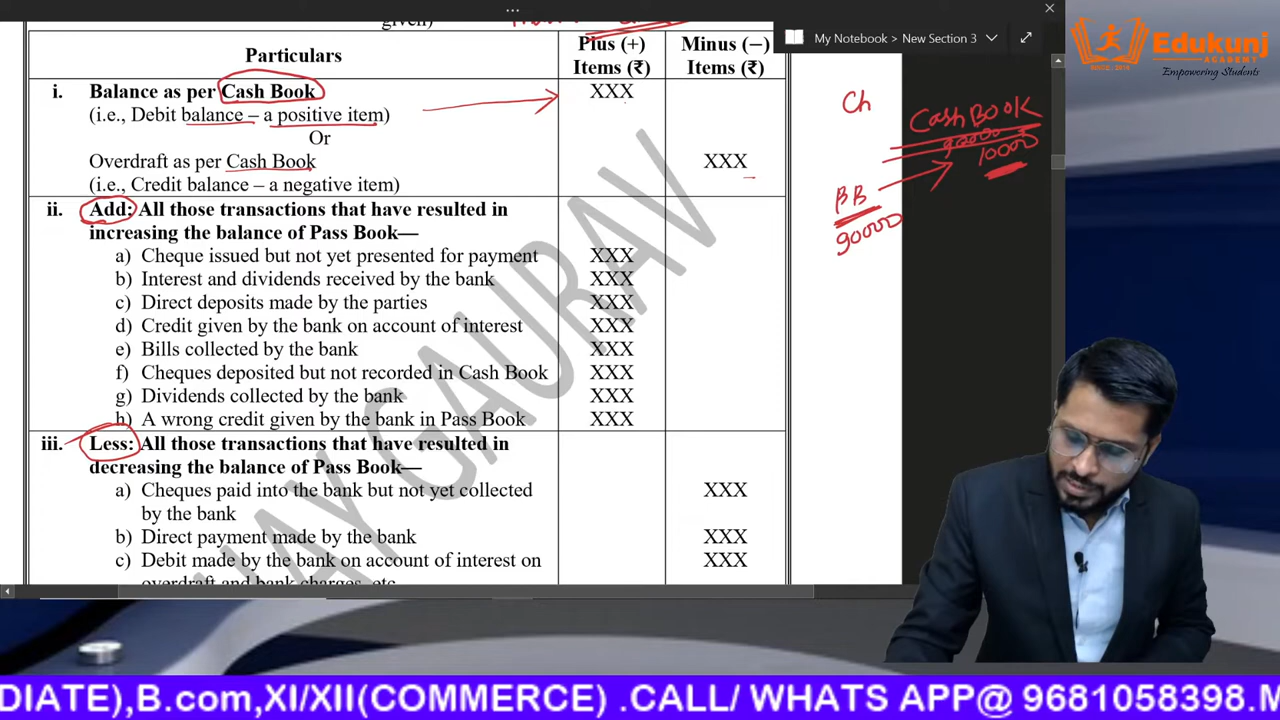 ...
given)
My Notebook > New Section 3
Edukunj
ACADEMY
Empowering Students
Particulars
Plus (+)
Items (₹)
Minus (−)
Items (₹)
i. Balance as per Cash Book XXX
(i.e., Debit balance – a positive item)
Or
Overdraft as per Cash Book XXX
(i.e., Credit balance – a negative item)
ii. Add: All those transactions that have resulted in
increasing the balance of Pass Book—
a) Cheque issued but not yet presented for payment XXX
b) Interest and dividends received by the bank XXX
c) Direct deposits made by the parties XXX
d) Credit given by the bank on account of interest XXX
e) Bills collected by the bank XXX
f) Cheques deposited but not recorded in Cash Book XXX
g) Dividends collected by the bank XXX
h) A wrong credit given by the bank in Pass Book XXX
iii. Less: All those transactions that have resulted in
decreasing the balance of Pass Book—
a) Cheques paid into the bank but not yet collected XXX
by the bank
b) Direct payment made by the bank XXX
c) Debit made by the bank on account of interest on XXX
overdraft and bank charges, etc.
Ch
Cash Book
90000
10000
BB
90000
JAY GAURAV
DIATE),B.com,XI/XII(COMMERCE) .CALL/ WHATS APP@ 9681058398.M